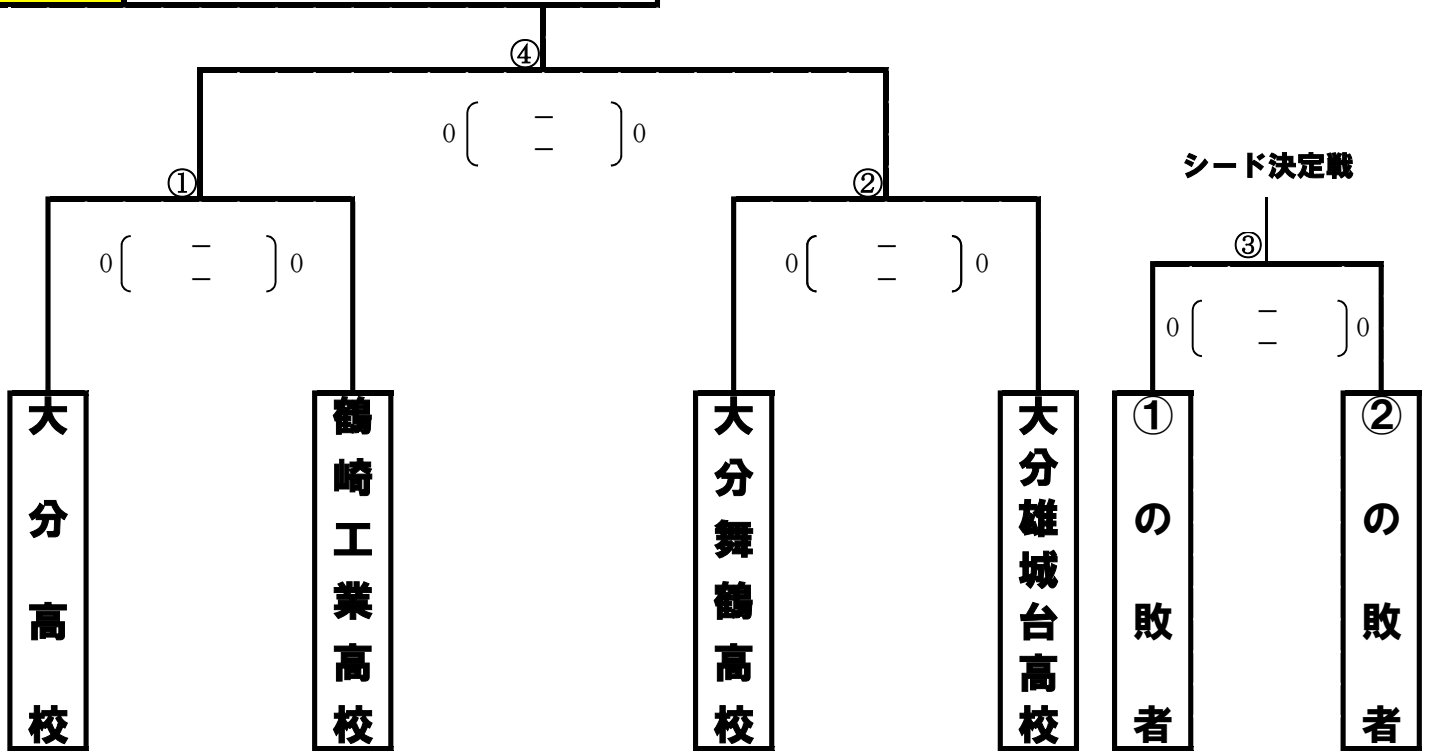 ④
0 − 0
−
シード決定戦
①
②
③
0 − 0
−
0 − 0
−
0 − 0
−
大分高校
鶴崎工業高校
大分舞鶴高校
大分雄城台高校
①の敗者
②の敗者